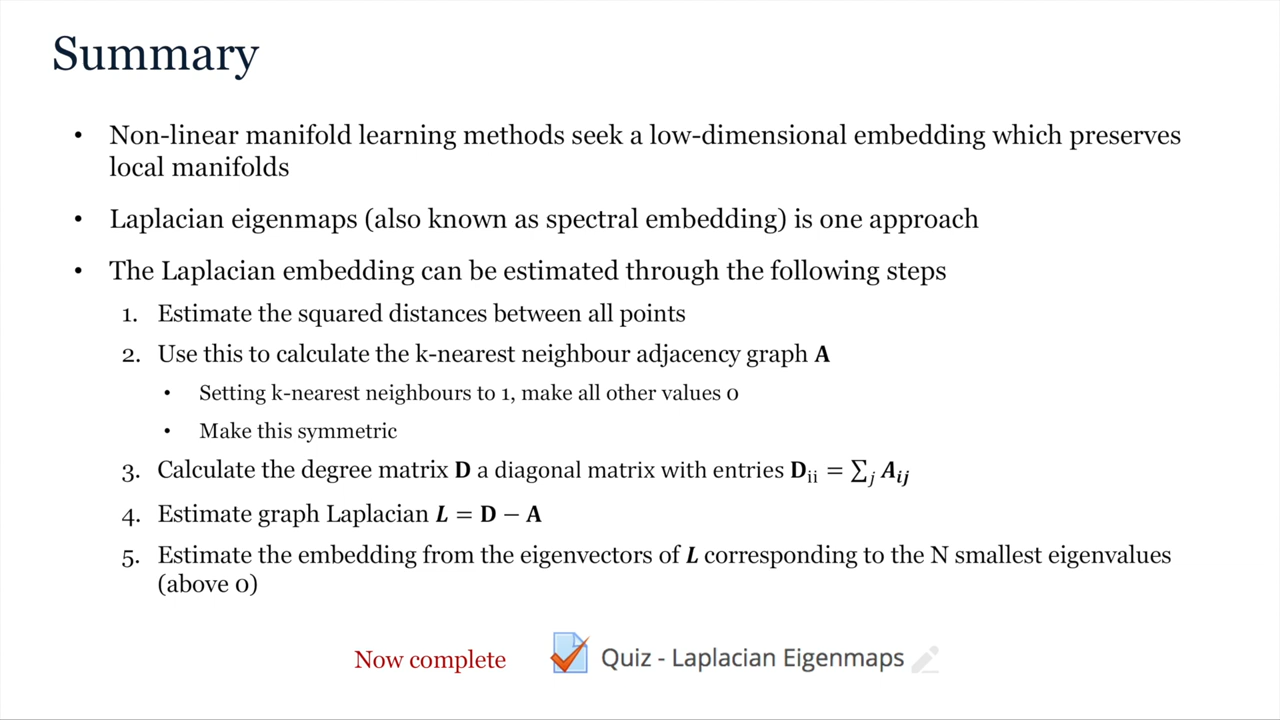 Summary
• Non-linear manifold learning methods seek a low-dimensional embedding which preserves
local manifolds
• Laplacian eigenmaps (also known as spectral embedding) is one approach
• The Laplacian embedding can be estimated through the following steps
1. Estimate the squared distances between all points
2. Use this to calculate the k-nearest neighbour adjacency graph A
• Setting k-nearest neighbours to 1, make all other values 0
• Make this symmetric
3. Calculate the degree matrix D a diagonal matrix with entries Dᵢᵢ = ∑ⱼ Aᵢⱼ
4. Estimate graph Laplacian L = D − A
5. Estimate the embedding from the eigenvectors of L corresponding to the N smallest eigenvalues
(above 0)
Now complete Quiz - Laplacian Eigenmaps